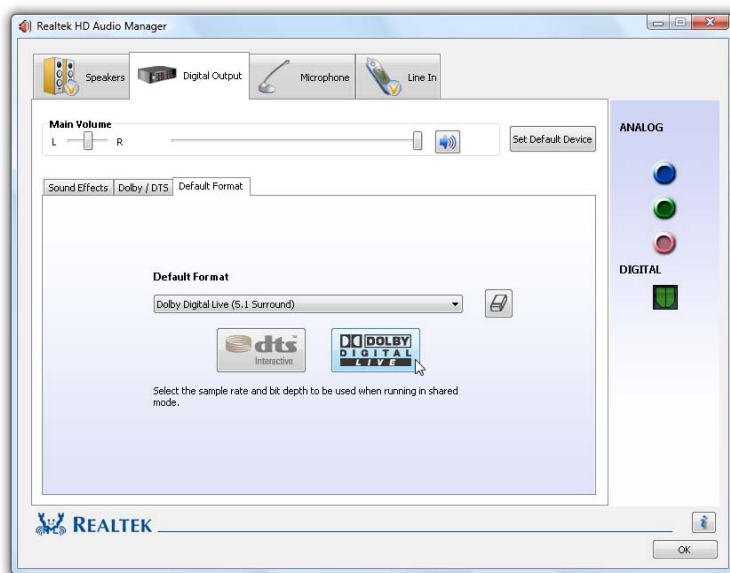 Realtek HD Audio Manager
Speakers
Digital Output
Microphone
Line In
Main Volume
L R
Set Default Device
ANALOG
Sound Effects Dolby / DTS Default Format
DIGITAL
Default Format
Dolby Digital Live (5.1 Surround)
dts
Interactive
DOLBY
DIGITAL
LIVE
Select the sample rate and bit depth to be used when running in shared
mode.
REALTEK
i
OK